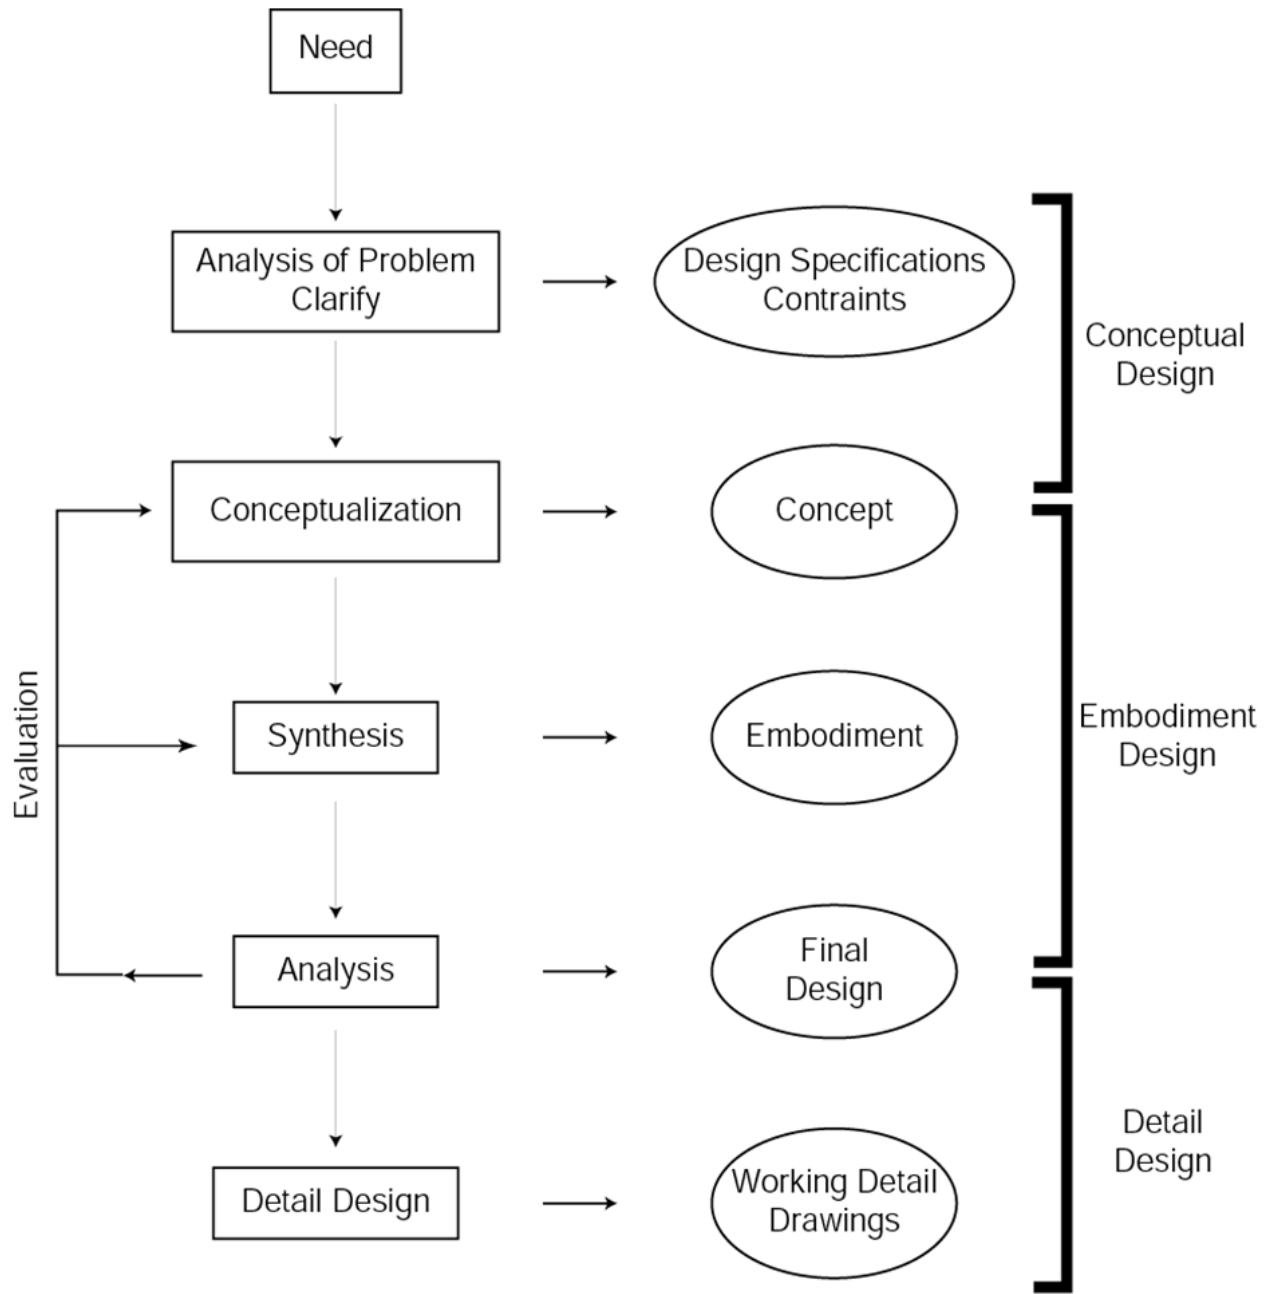 Need
Analysis of Problem
Clarify
Design Specifications
Contraints
Conceptual
Design
Conceptualization
Concept
Evaluation
Synthesis
Embodiment
Embodiment
Design
Analysis
Final
Design
Detail
Design
Detail Design
Working Detail
Drawings